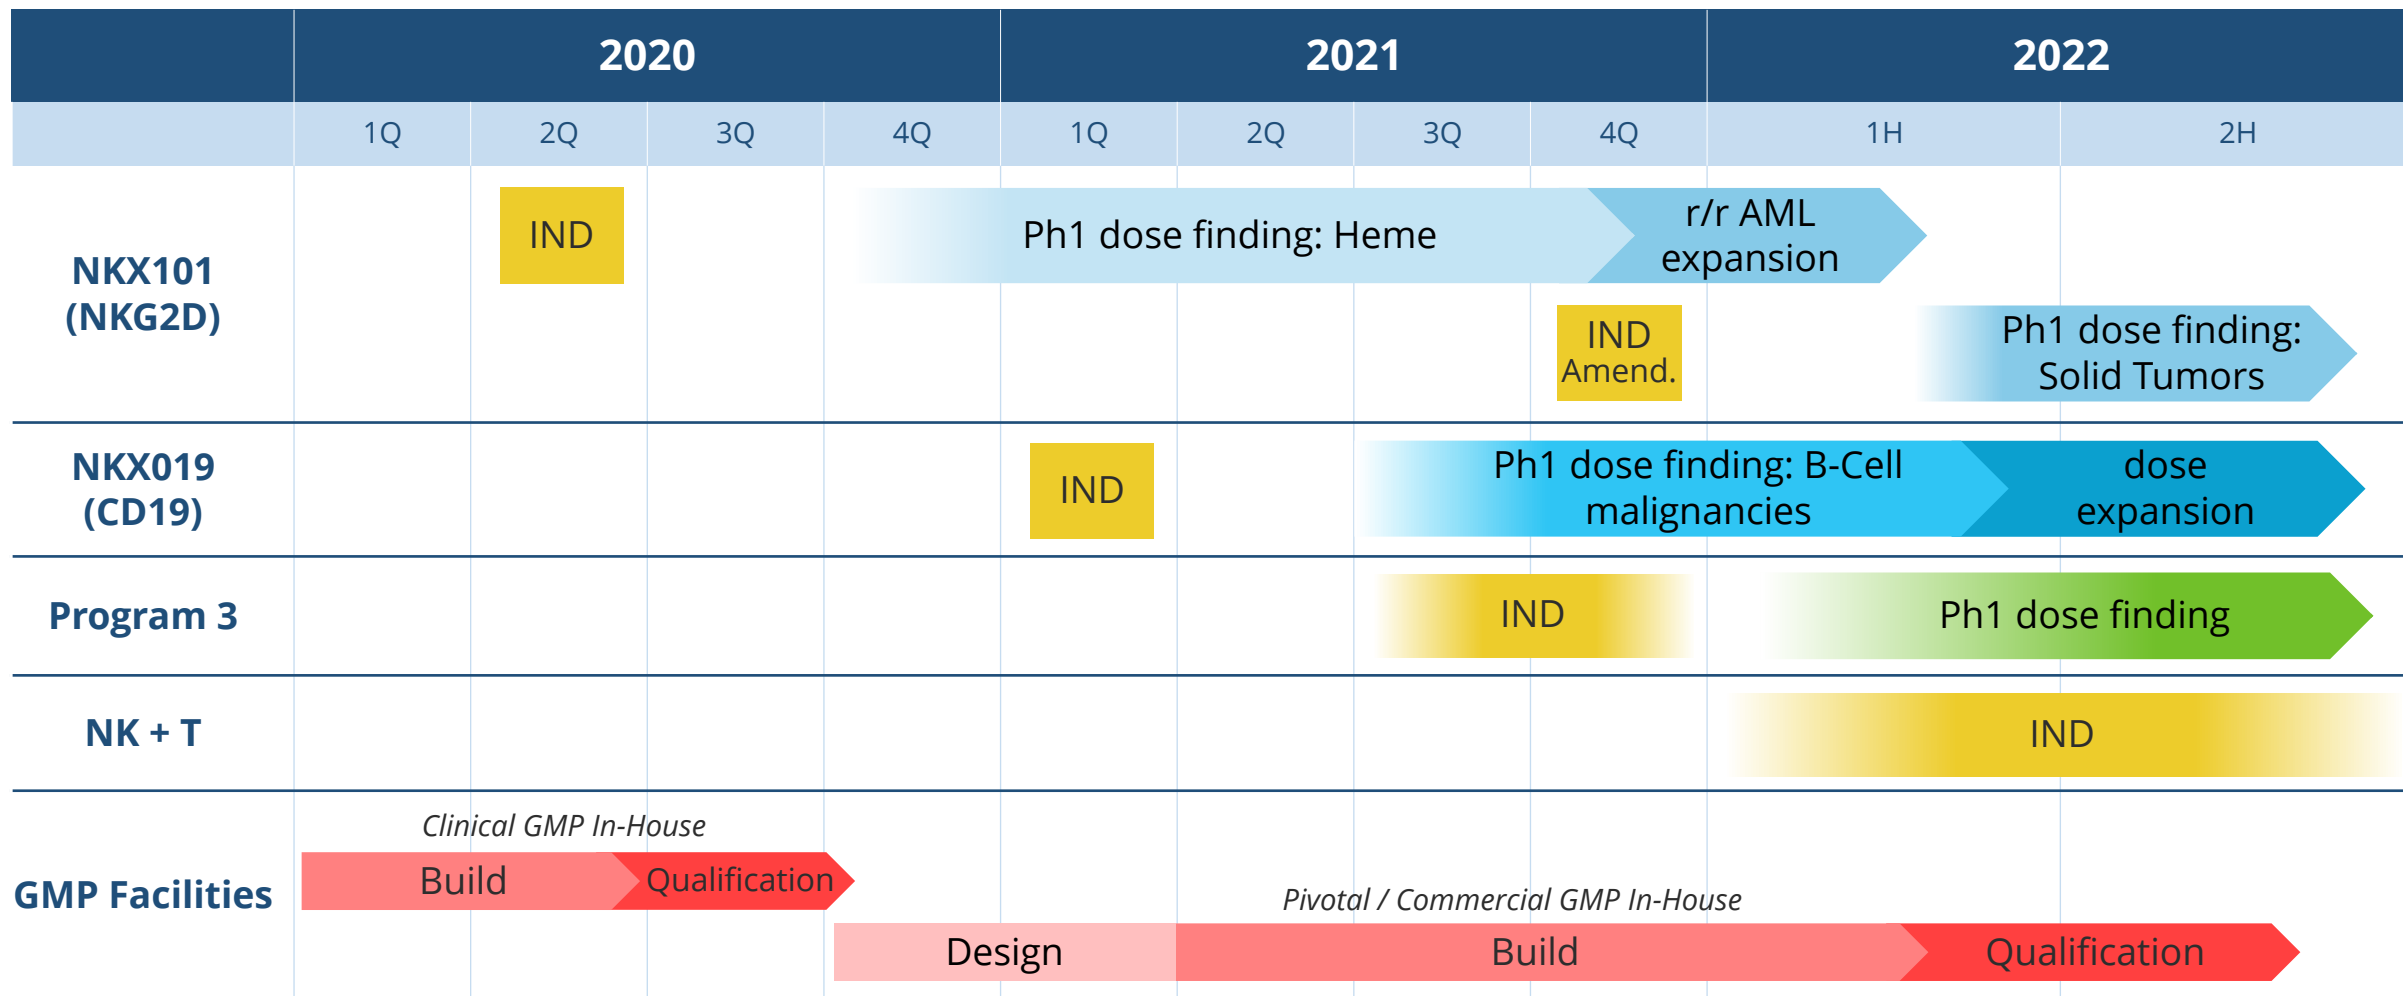 2020
2021
2022
1Q
2Q
3Q
4Q
1Q
2Q
3Q
4Q
1H
2H
NKX101
(NKG2D)
IND
Ph1 dose finding: Heme
r/r AML
expansion
IND
Amend.
Ph1 dose finding:
Solid Tumors
NKX019
(CD19)
IND
Ph1 dose finding: B-Cell
malignancies
dose
expansion
Program 3
IND
Ph1 dose finding
NK + T
IND
GMP Facilities
Clinical GMP In-House
Build
Qualification
Pivotal / Commercial GMP In-House
Design
Build
Qualification